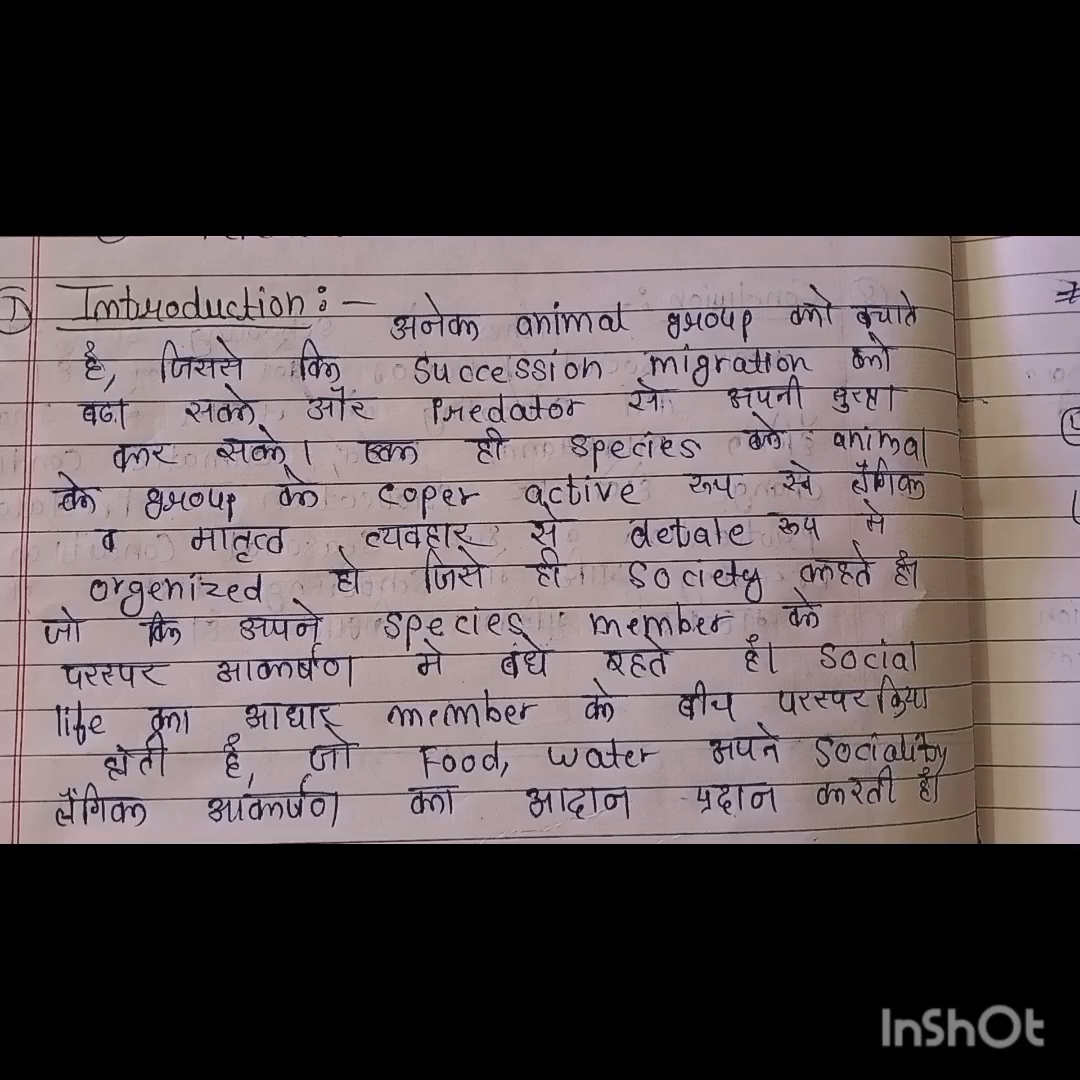 ① Introduction :- अनेक animal group को बचाते
है, जिससे कि Succession migration को
बढा सके, और Predator से अपनी सुरक्षा
कर सके। एक ही species के animal
के group के coper active रूप से लैंगिक
व मातृत्व व्यवहार से detale रूप में
orgenized हो जिसे ही Society कहते है।
जो कि अपने species member के
परस्पर आकर्षण मे बंधे रहते है। Social
life का आधार member के बीच परस्पर क्रिया
होती है, जो Food, water अपने Sociality
लैंगिक आकर्षण का आदान प्रदान करती है।
InShOt